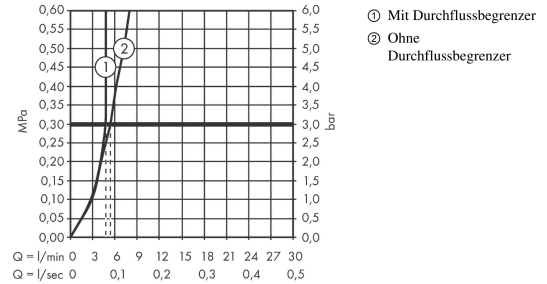 0,60 6,0
0,55 5,5
0,50 5,0
0,45 4,5
0,40 4,0
0,35 3,5
0,30 3,0
0,25 2,5
0,20 2,0
0,15 1,5
0,10 1,0
0,05 0,5
0,00 0,0
MPa
bar
1
2
Q = l/min 0 3 6 9 12 15 18 21 24 27 30
Q = l/sec 0 0,1 0,2 0,3 0,4 0,5
① Mit Durchflussbegrenzer
② Ohne
Durchflussbegrenzer